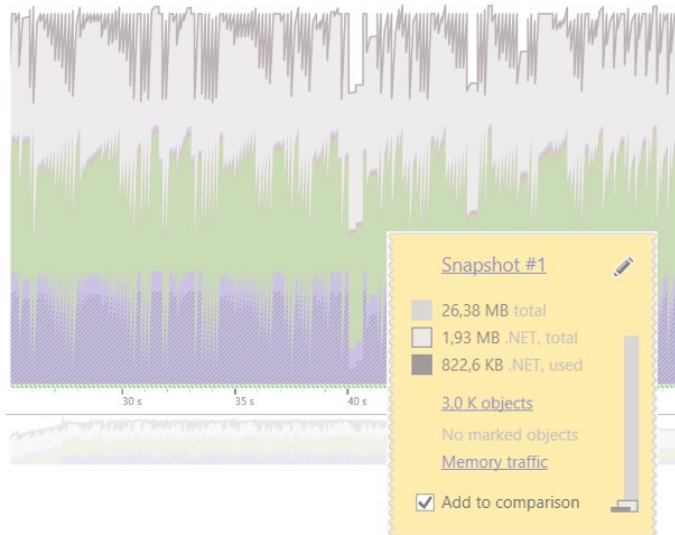 30 s
35 s
40 s
Snapshot #1
26,38 MB total
1,93 MB .NET, total
822,6 KB .NET, used
3,0 K objects
No marked objects
Memory traffic
Add to comparison